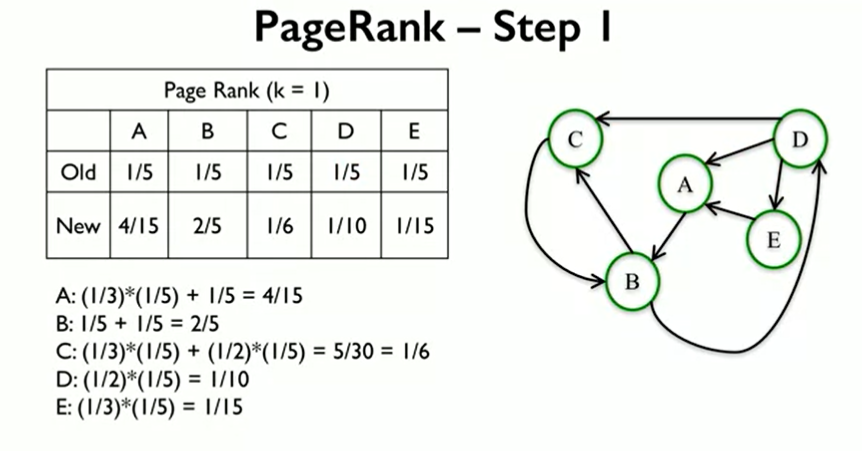 PageRank – Step 1
Page Rank (k = 1)
A B C D E
Old 1/5 1/5 1/5 1/5 1/5
New 4/15 2/5 1/6 1/10 1/15
A: (1/3)*(1/5) + 1/5 = 4/15
B: 1/5 + 1/5 = 2/5
C: (1/3)*(1/5) + (1/2)*(1/5) = 5/30 = 1/6
D: (1/2)*(1/5) = 1/10
E: (1/3)*(1/5) = 1/15
C D
A
E
B